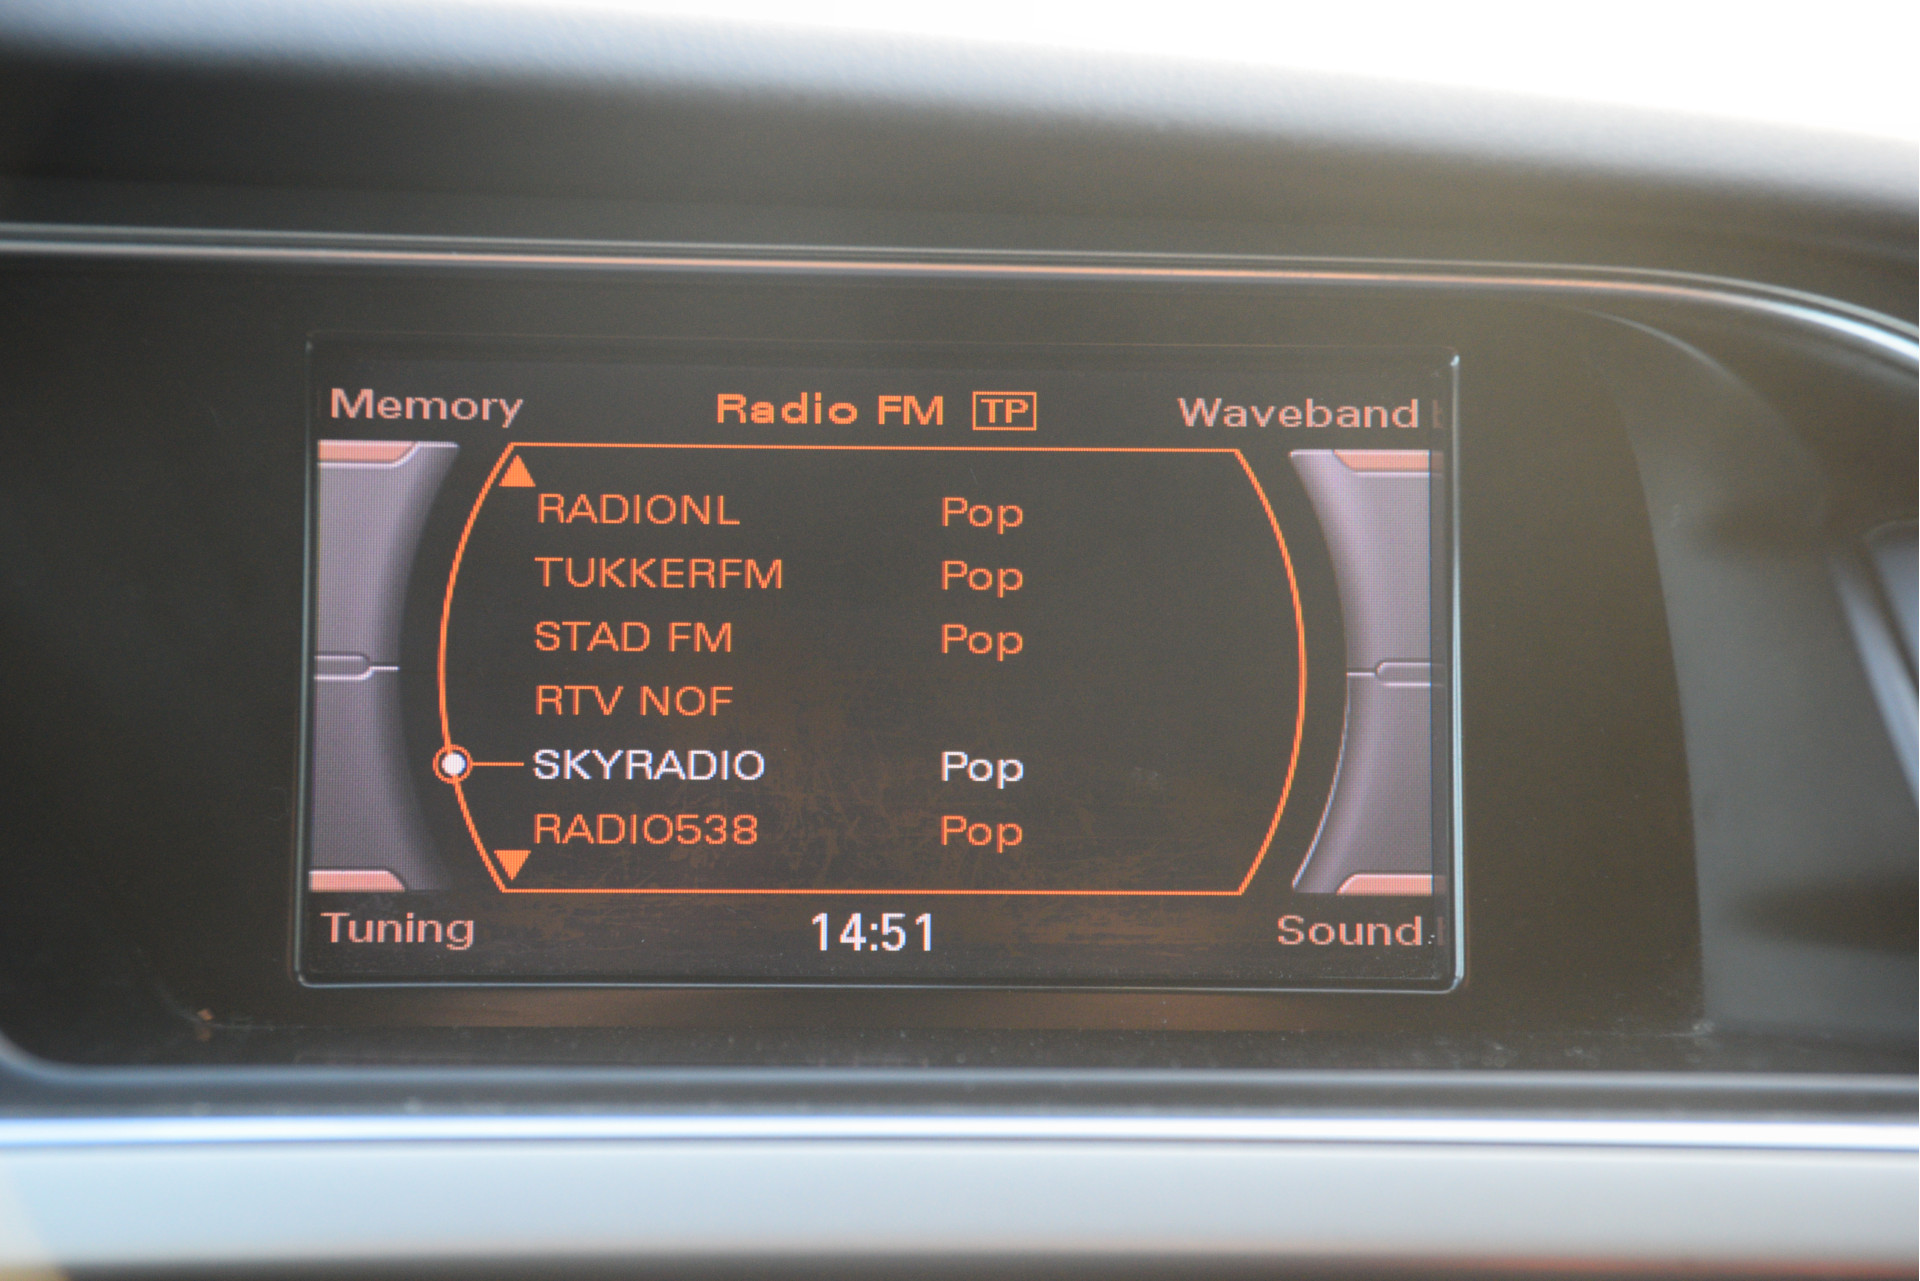 Memory Radio FM TP Waveband
RADIONL Pop
TUKKERFM Pop
STAD FM Pop
RTV NOF
SKYRADIO Pop
RADIO538 Pop
Tuning 14:51 Sound